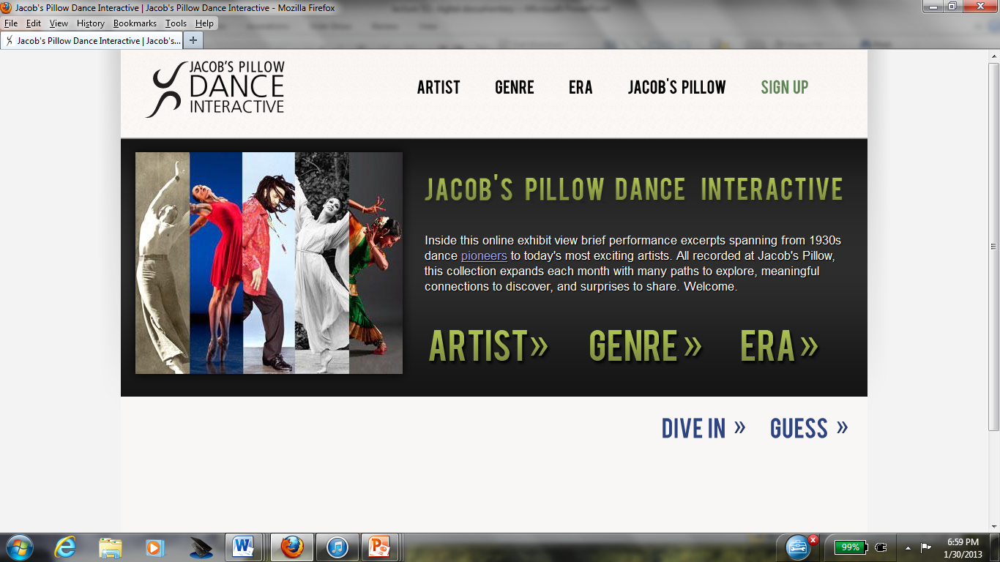 Jacob's Pillow Dance Interactive | Jacob's Pillow Dance Interactive - Mozilla Firefox
File Edit View History Bookmarks Tools Help
Jacob's Pillow Dance Interactive | Jacob's...
JACOB'S PILLOW
DANCE
INTERACTIVE
ARTIST GENRE ERA JACOB'S PILLOW SIGN UP
JACOB'S PILLOW DANCE INTERACTIVE
Inside this online exhibit view brief performance excerpts spanning from 1930s
dance pioneers to today's most exciting artists. All recorded at Jacob's Pillow,
this collection expands each month with many paths to explore, meaningful
connections to discover, and surprises to share. Welcome.
ARTIST» GENRE» ERA»
DIVE IN » GUESS »
99%
6:59 PM
1/30/2013